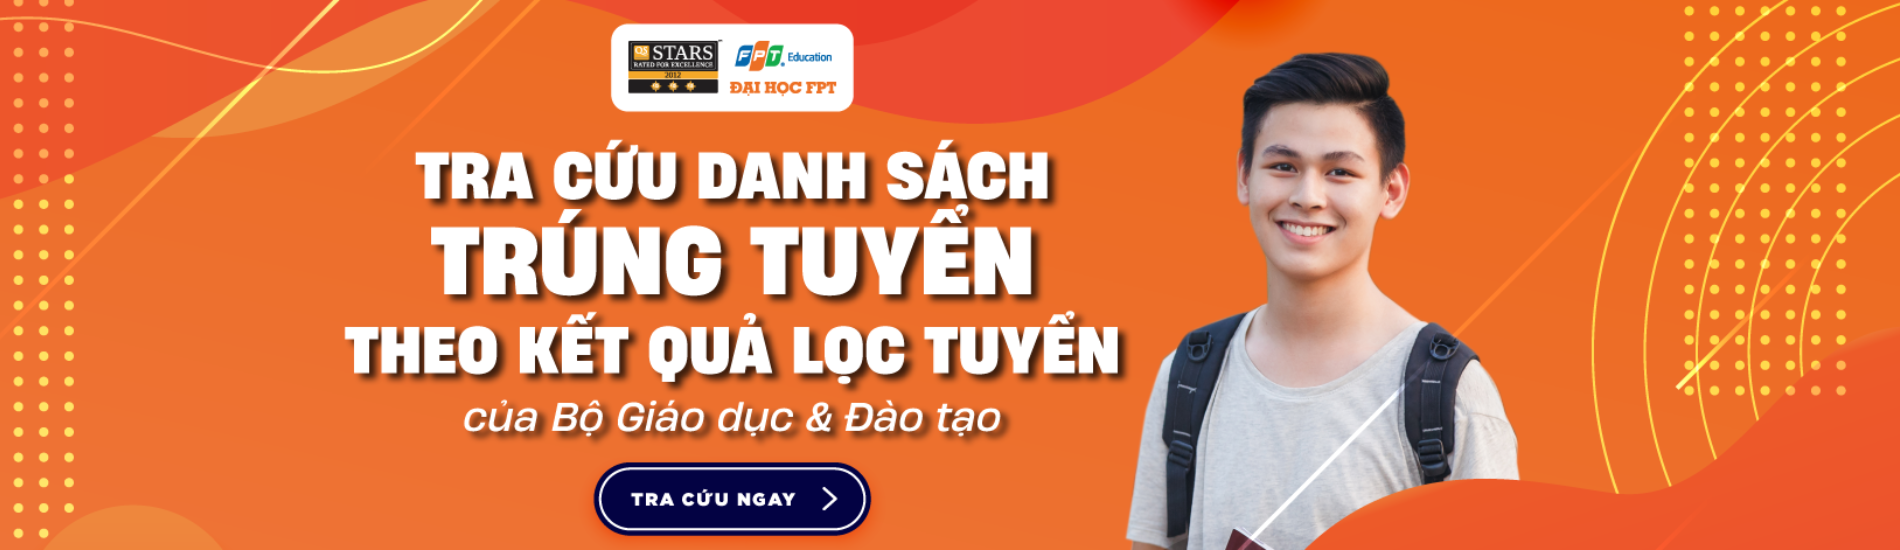 QS STARS
RATED FOR EXCELLENCE
2012
FPT. Education
ĐẠI HỌC FPT
TRA CỨU DANH SÁCH
TRÚNG TUYỂN
THEO KẾT QUẢ LỌC TUYỂN
của Bộ Giáo dục & Đào tạo
TRA CỨU NGAY